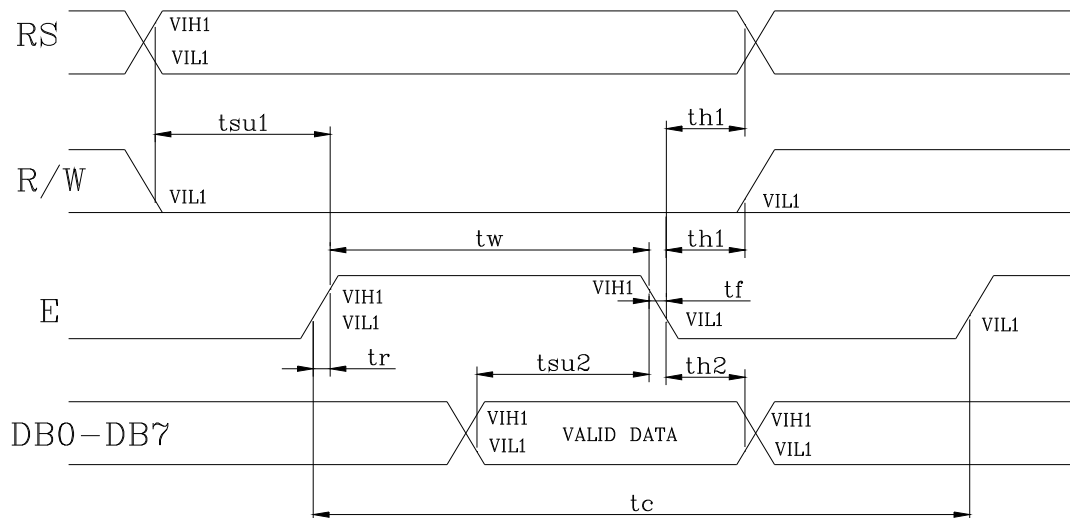 RS
VIH1
VIL1
tsu1
th1
R/W
VIL1
VIL1
tw
th1
E
VIH1
VIL1
VIH1
tf
VIL1
VIL1
tr
tsu2
th2
DB0-DB7
VIH1
VIL1
VALID DATA
VIH1
VIL1
tc